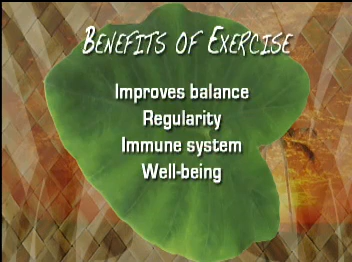 Benefits of Exercise
Improves balance
Regularity
Immune system
Well-being